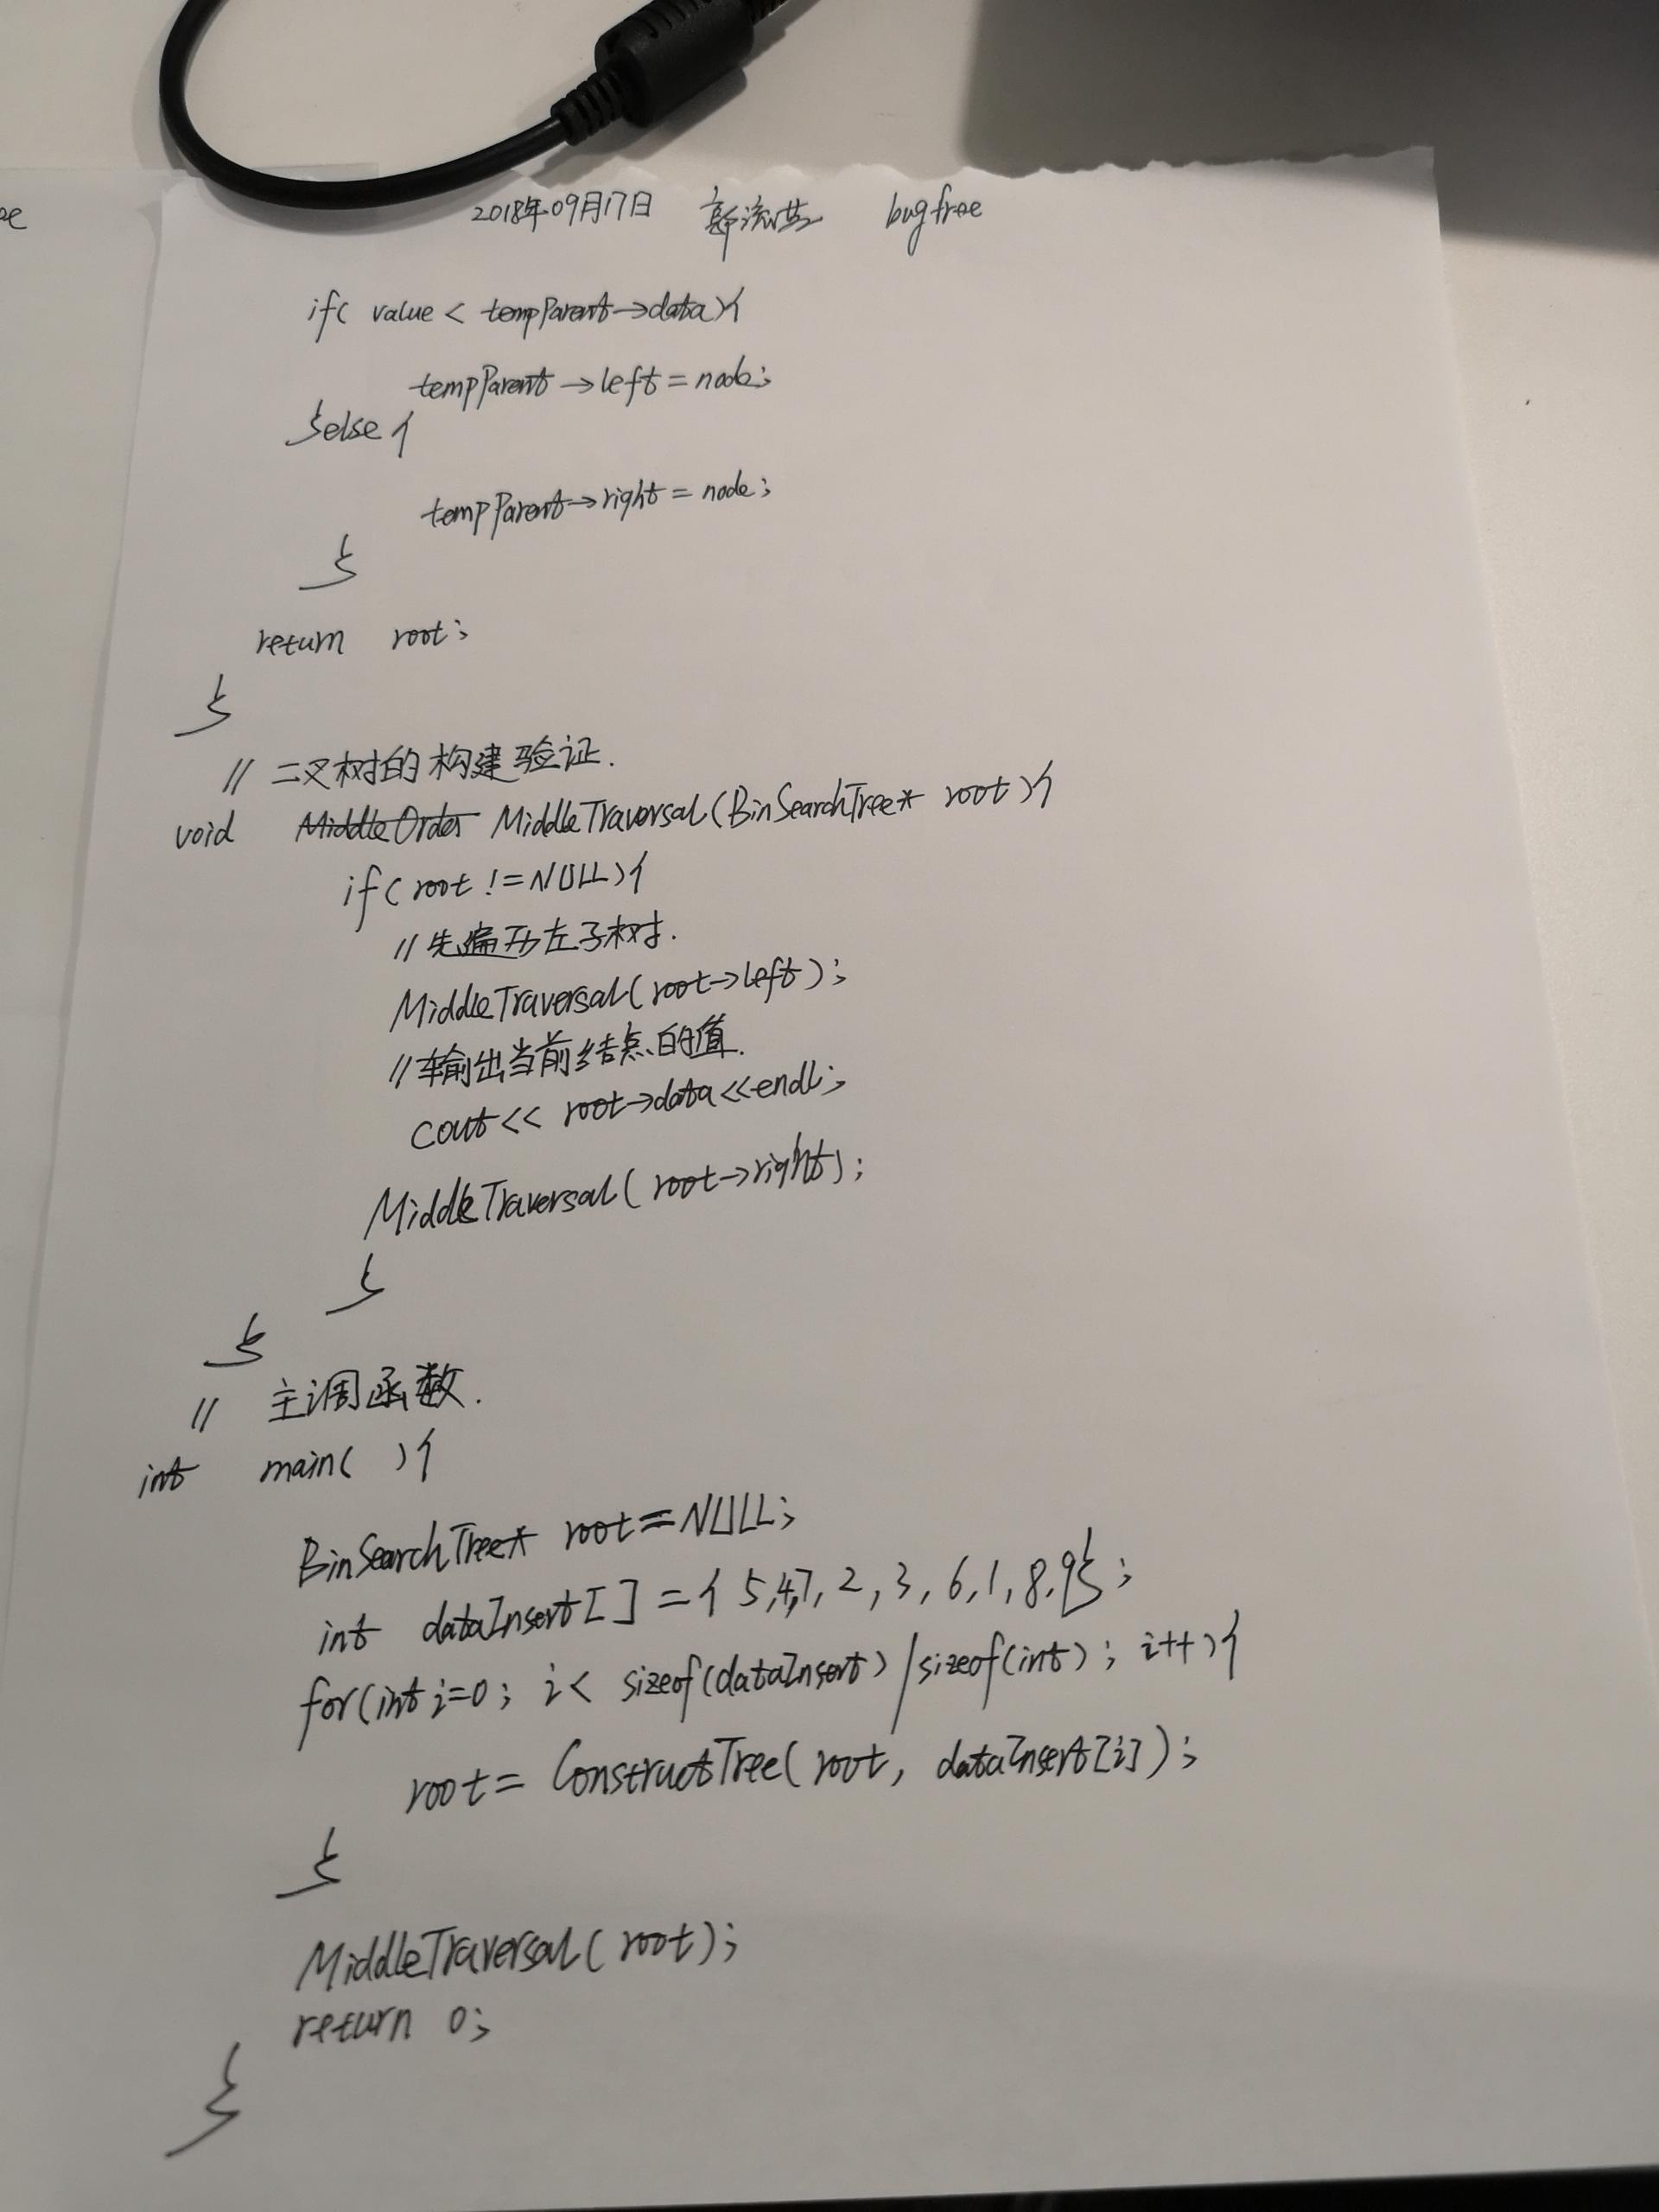 2018年09月17日 bugfree
if( value < tempParent->data){
tempParent->left = node;
}else{
tempParent->right = node;
}
return root;
}
// 二叉树的构建验证.
void MiddleOrder MiddleTraversal(BinSearchTree* root){
if(root != NULL){
//先遍历左子树.
MiddleTraversal(root->left);
//输出当前结点的值.
cout<< root->data<<endl;
MiddleTraversal(root->right);
}
}
// 主调函数.
int main( ){
BinSearchTree* root=NULL;
int dataInsert[] ={5,4,7,2,3,6,1,8,9};
for(int i=0; i< sizeof(dataInsert)/sizeof(int); i++){
root= ConstructTree(root, dataInsert[i]);
}
MiddleTraversal(root);
return 0;
}